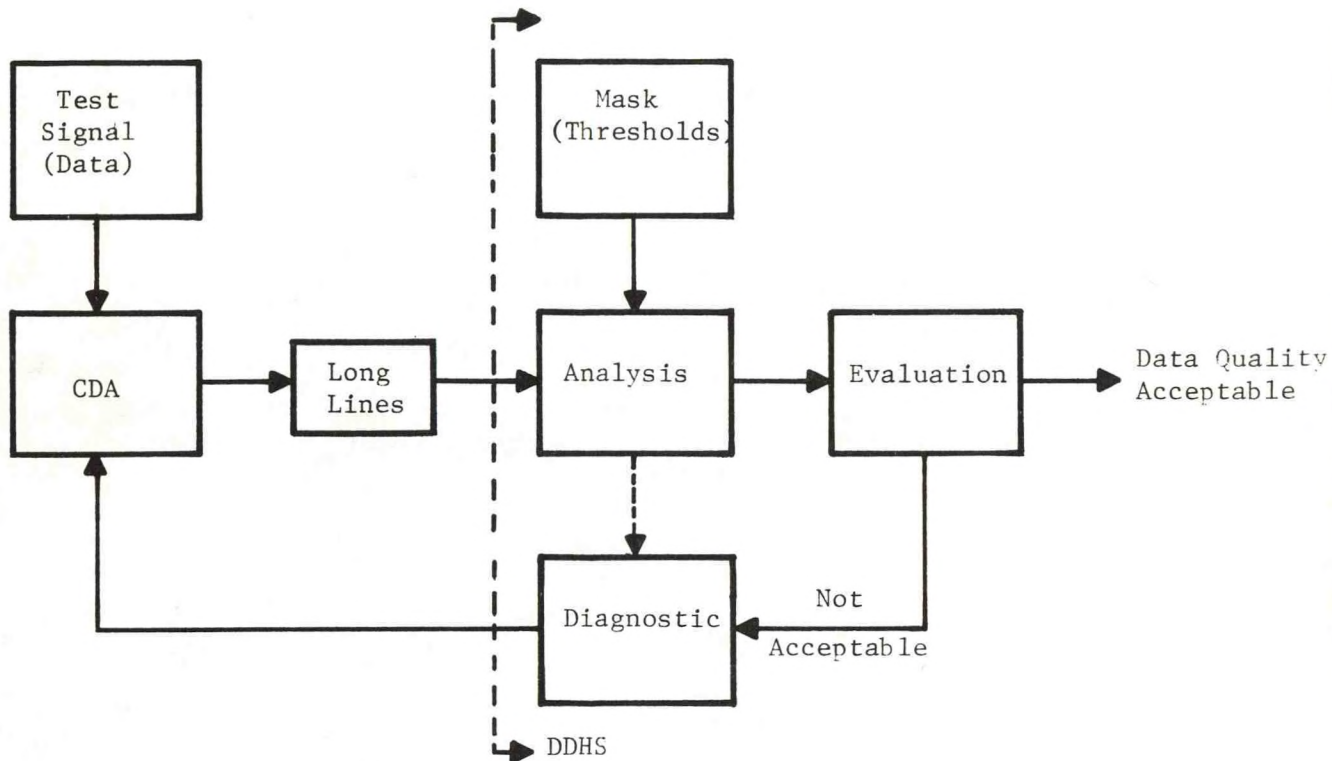 Test
Signal
(Data)
Mask
(Thresholds)
CDA
Long
Lines
Analysis
Evaluation
Data Quality
Acceptable
Diagnostic
Not
Acceptable
DDHS